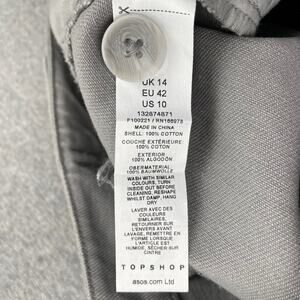 UK 14
EU 42
US 10
132874871
F100221 / RN168978
MADE IN CHINA
SHELL: 100% COTTON
COUCHE EXTÉRIEURE:
100% COTON
EXTERIOR:
100% ALGODÓN
OBERMATERIAL:
100% BAUMWOLLE
WASH WITH SIMILAR
COLOURS, TURN
INSIDE OUT BEFORE
CLEANING, RESHAPE
WHILST DAMP, HANG
DRY
LAVER AVEC DES
COULEURS
SIMILAIRES,
RETOURNER SUR
L'ENVERS AVANT
LAVAGE, REMETTRE EN
FORME LORSQUE
L'ARTICLE EST
HUMIDE, SÉCHER SUR
CINTRE
TOPSHOP
asos.com Ltd